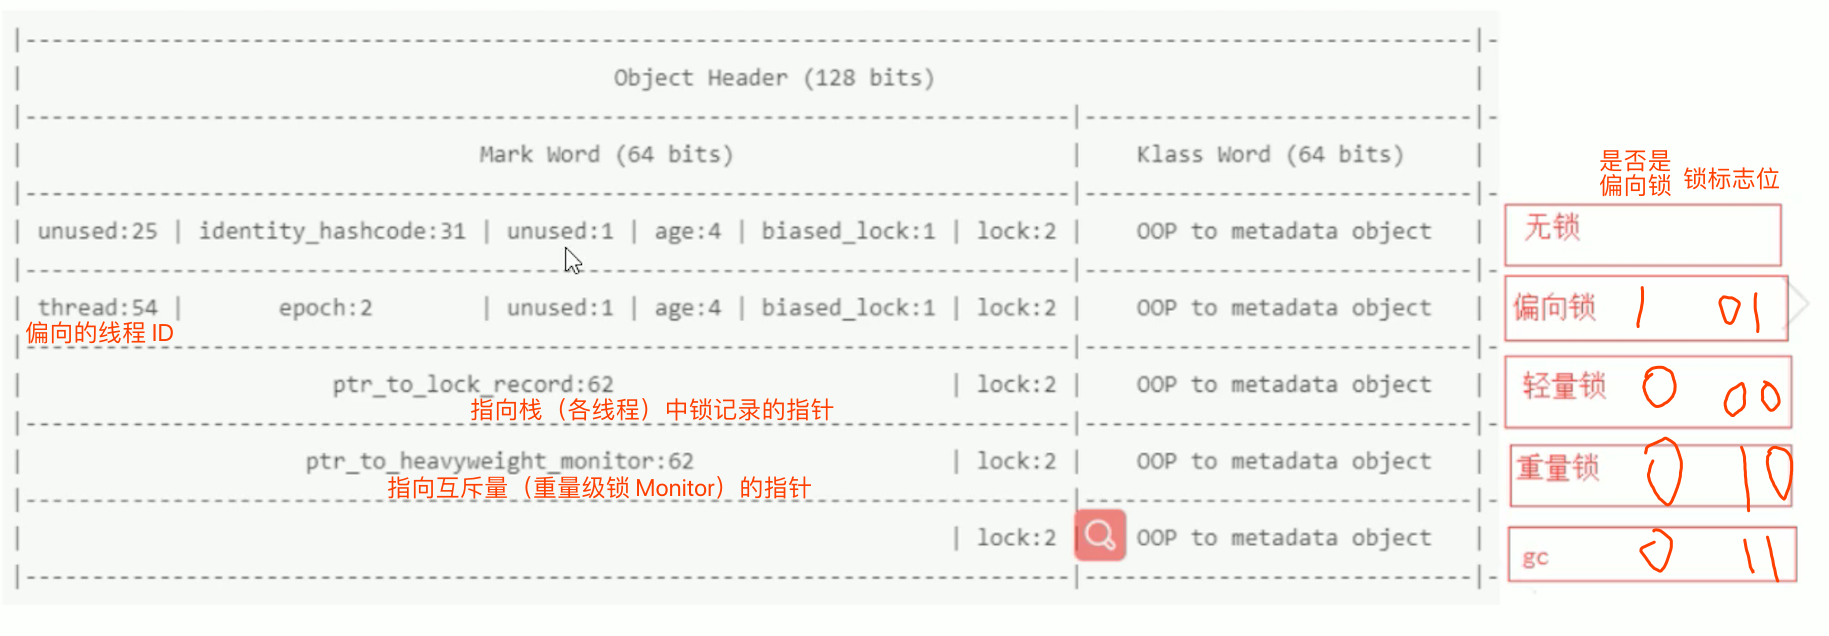 Object Header (128 bits)
Mark Word (64 bits) | Klass Word (64 bits)
是否是
偏向锁 锁标志位
unused:25 | identity_hashcode:31 | unused:1 | age:4 | biased_lock:1 | lock:2 | OOP to metadata object | 无锁
thread:54 | epoch:2 | unused:1 | age:4 | biased_lock:1 | lock:2 | OOP to metadata object | 偏向锁 1 01
偏向的线程 ID
ptr_to_lock_record:62 | lock:2 | OOP to metadata object | 轻量锁 0 00
指向栈（各线程）中锁记录的指针
ptr_to_heavyweight_monitor:62 | lock:2 | OOP to metadata object | 重量锁 0 10
指向互斥量（重量级锁 Monitor）的指针
| lock:2 | OOP to metadata object | gc 0 11